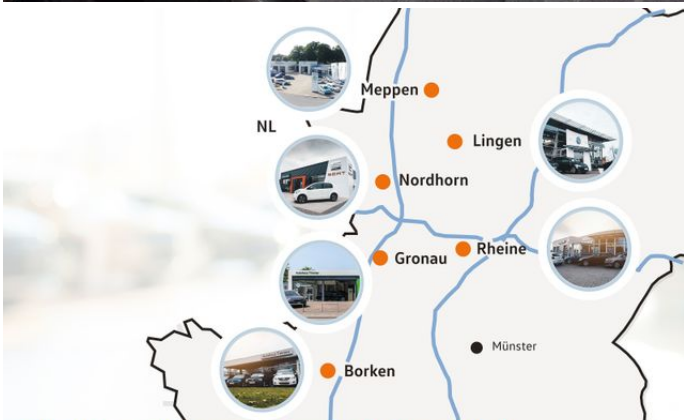 Meppen
NL
Lingen
Nordhorn
Gronau
Rheine
Münster
Borken